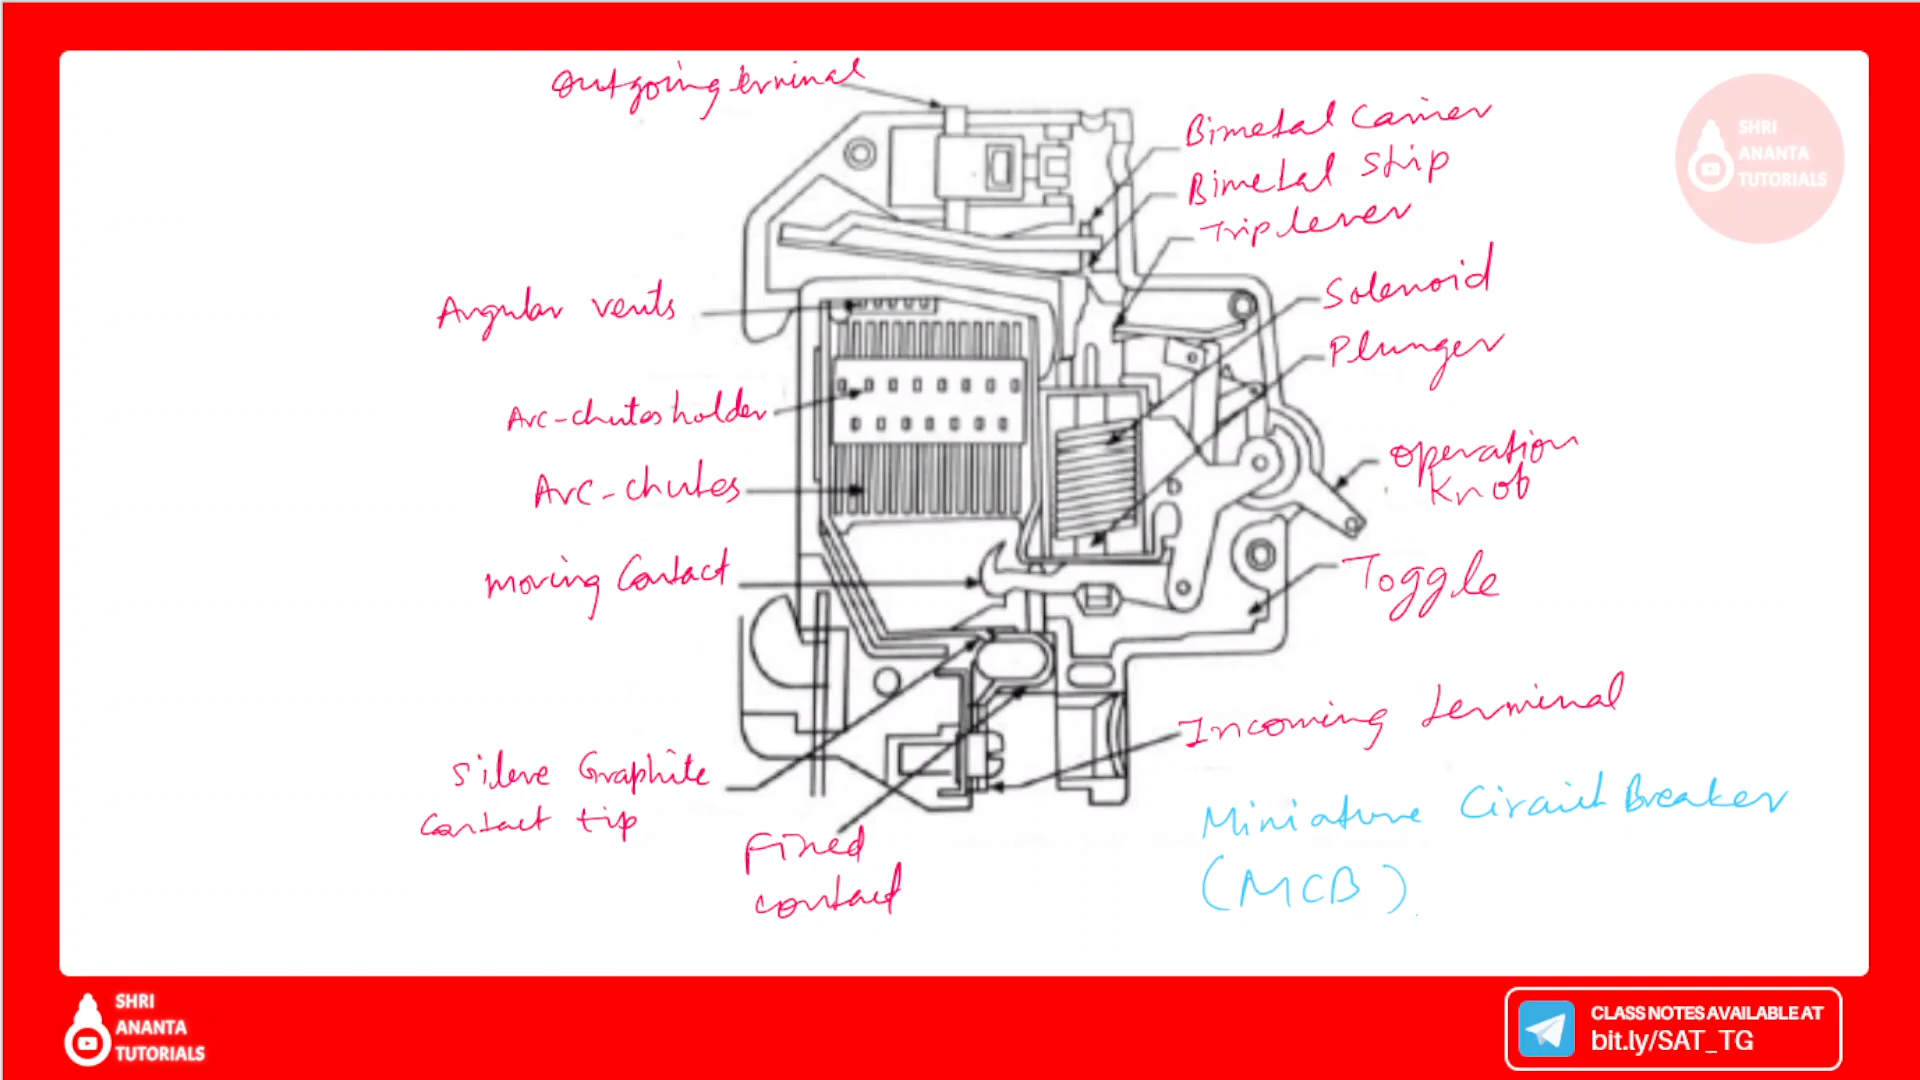 Outgoing terminal
Bimetal Carrier
Bimetal Strip
Trip lever
Solenoid
Plunger
Angular vents
Arc-chutes holder
Arc-chutes
Operation
Knob
Moving Contact
Toggle
Incoming terminal
Silere Graphite
Contact tip
Fixed
contact
Miniature Circuit Breaker
(MCB)
SHRI
ANANTA
TUTORIALS
SHRI
ANANTA
TUTORIALS
CLASS NOTES AVAILABLE AT
bit.ly/SAT_TG